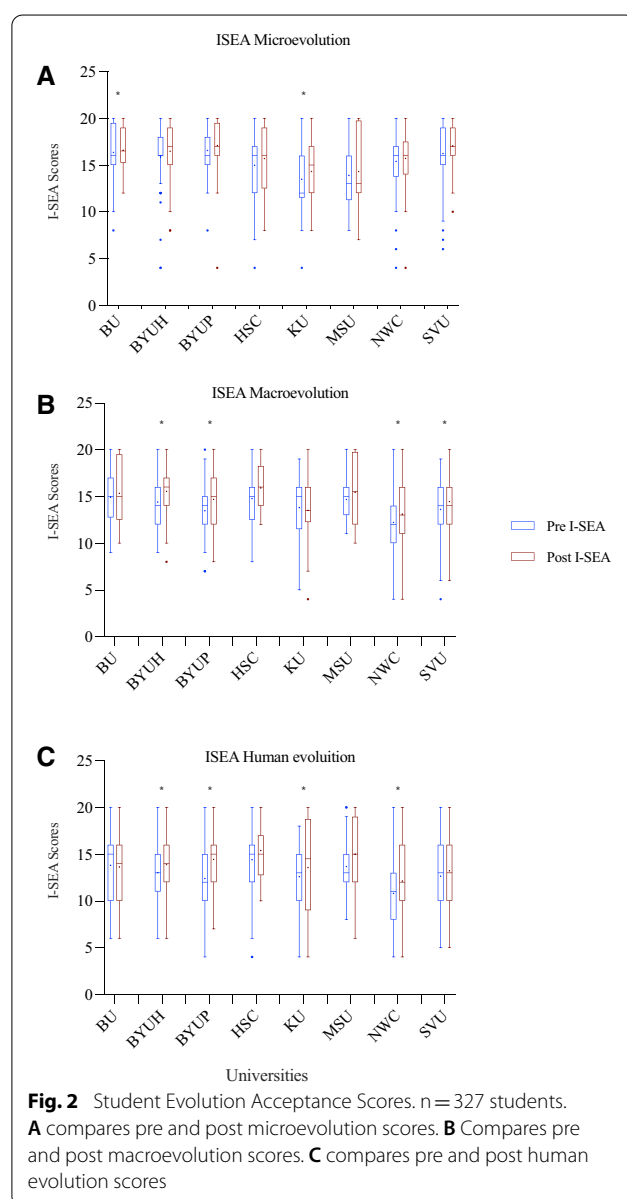 ISEA Microevolution
A
25
20
15
10
5
0
I-SEA Scores
* *
BU BYUH BYUP HSC KU MSU NWC SVU
ISEA Macroevolution
B
25
20
15
10
5
0
I-SEA Scores
* * * *
BU BYUH BYUP HSC KU MSU NWC SVU
Pre I-SEA
Post I-SEA
ISEA Human evoluition
C
25
20
15
10
5
0
I-SEA Scores
* * * *
BU BYUH BYUP HSC KU MSU NWC SVU
Universities
Fig. 2 Student Evolution Acceptance Scores. n = 327 students.
A compares pre and post microevolution scores. B Compares pre
and post macroevolution scores. C compares pre and post human
evolution scores